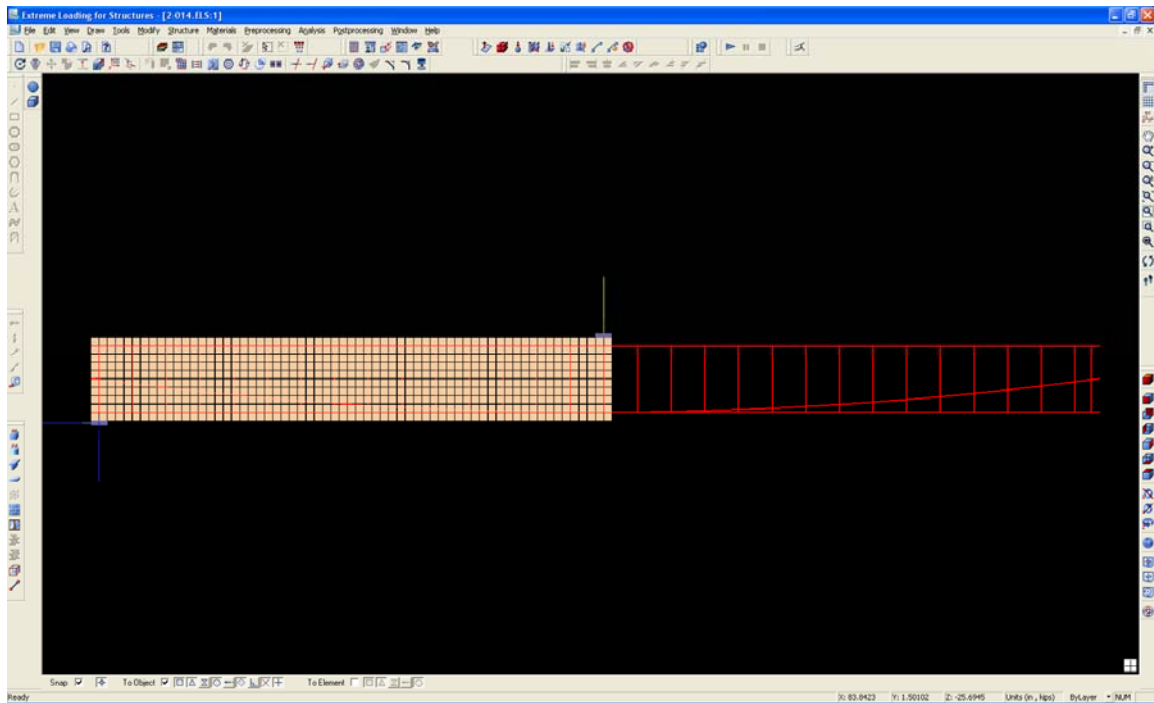 Extreme Loading for Structures - [2-014.ELS:1]
File Edit View Draw Tools Modify Structure Materials Preprocessing Analysis Postprocessing Window Help
Snap To Object To Element
Ready X: 83.8423 Y: 1.50102 Z: -25.6945 Units (in , kips) ByLayer NUM